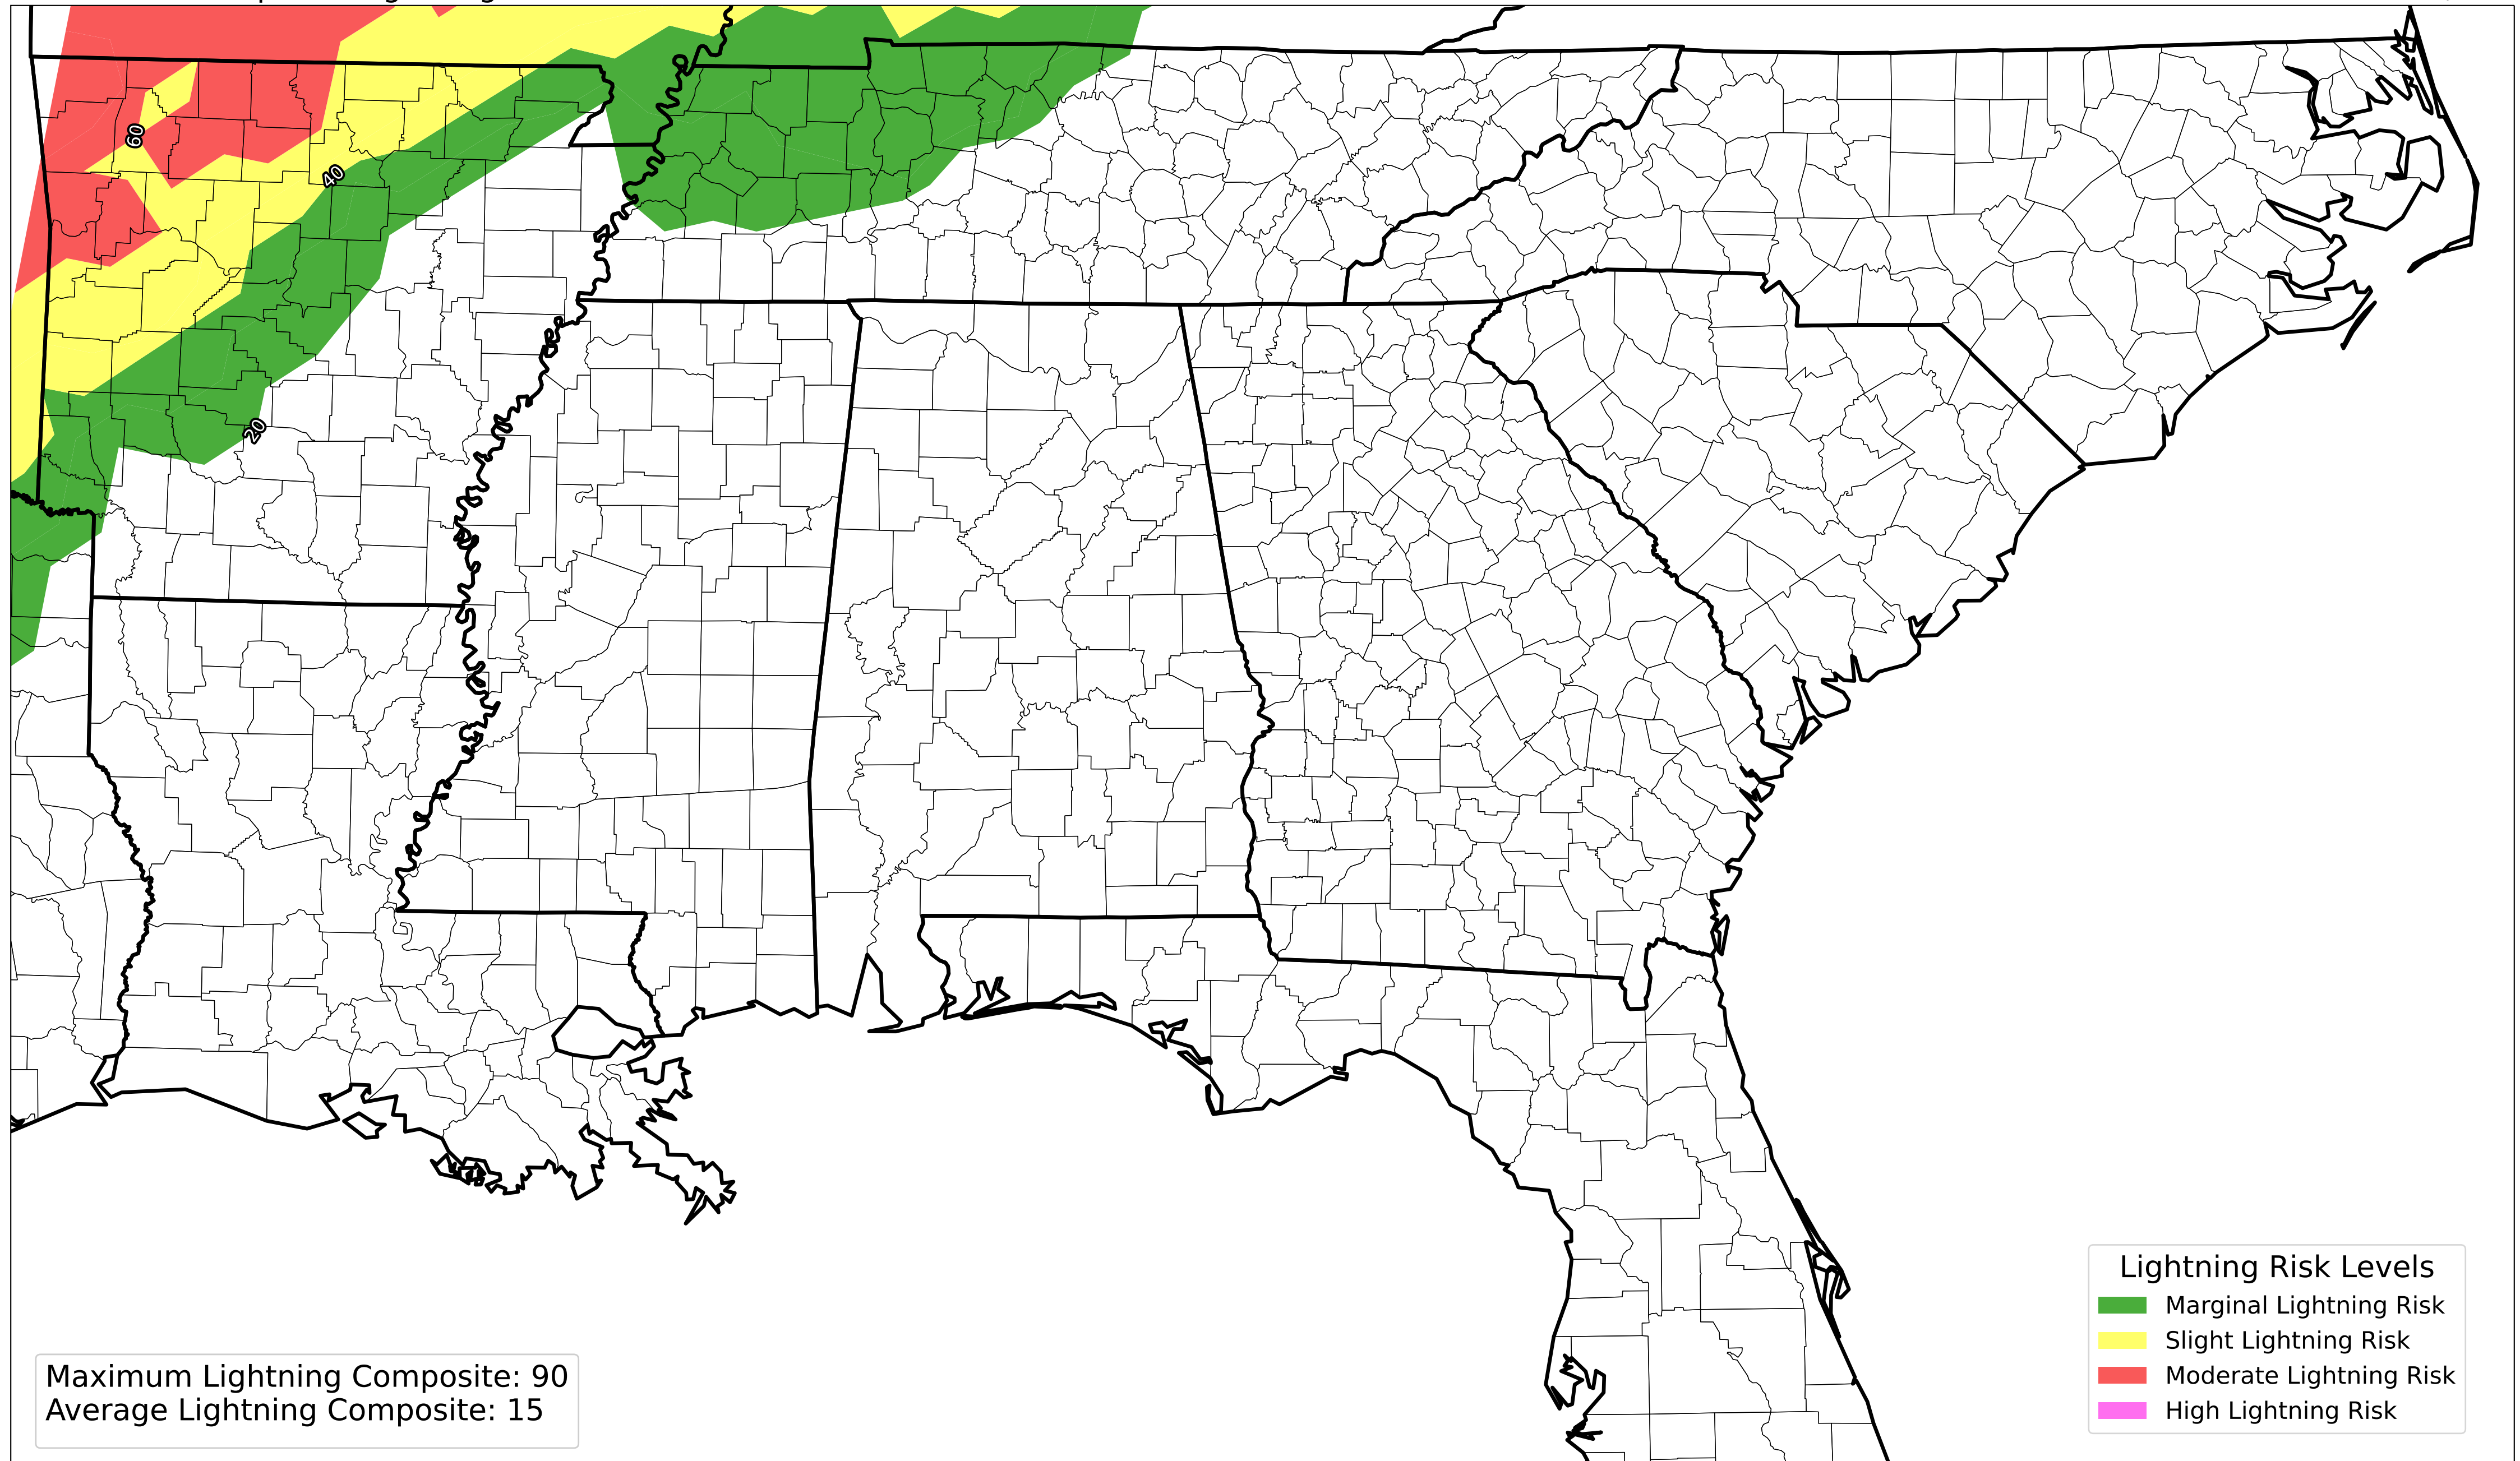 60
40
20
Lightning Risk Levels
Marginal Lightning Risk
Slight Lightning Risk
Moderate Lightning Risk
High Lightning Risk
Maximum Lightning Composite: 90
Average Lightning Composite: 15